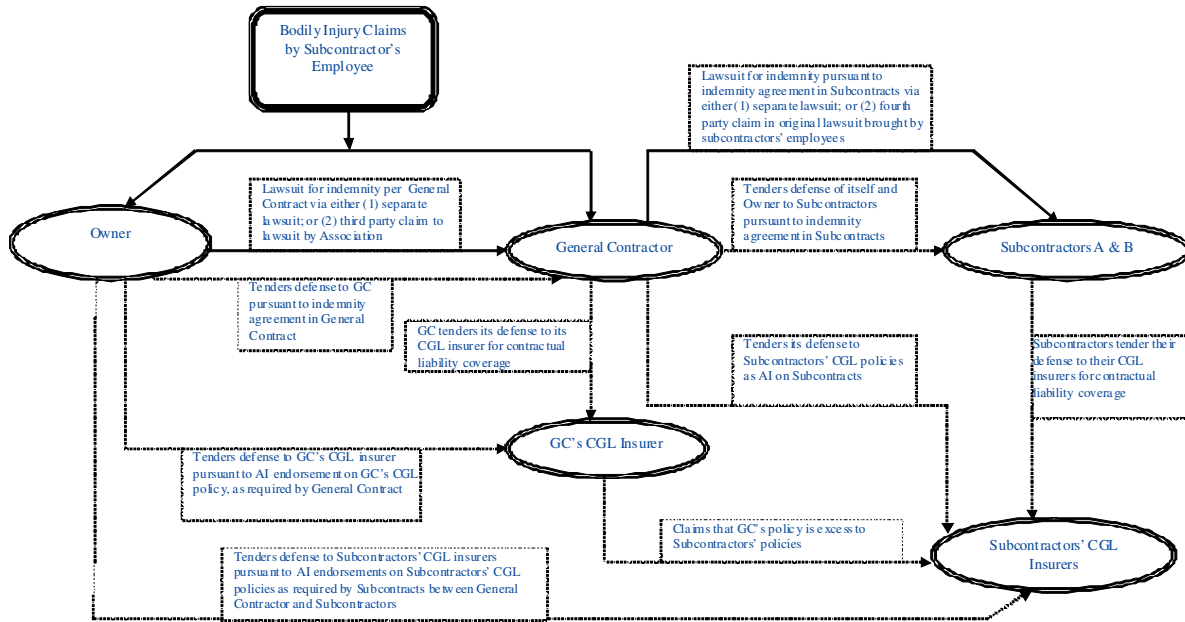 Bodily Injury Claims
by Subcontractor's
Employee
Lawsuit for indemnity pursuant to
indemnity agreement in Subcontracts via
either (1) separate lawsuit; or (2) fourth
party claim in original lawsuit brought by
subcontractors' employees
Lawsuit for indemnity per General
Contract via either (1) separate
lawsuit; or (2) third party claim to
lawsuit by Association
Tenders defense of itself and
Owner to Subcontractors
pursuant to indemnity
agreement in Subcontracts
Owner
General Contractor
Subcontractors A & B
Tenders defense to GC
pursuant to indemnity
agreement in General
Contract
GC tenders its defense to its
CGL insurer for contractual
liability coverage
Tenders its defense to
Subcontractors' CGL policies
as AI on Subcontracts
Subcontractors tender their
defense to their CGL
insurers for contractual
liability coverage
GC's CGL Insurer
Tenders defense to GC's CGL insurer
pursuant to AI endorsement on GC's CGL
policy, as required by General Contract
Claims that GC's policy is excess to
Subcontractors' policies
Subcontractors' CGL
Insurers
Tenders defense to Subcontractors' CGL insurers
pursuant to AI endorsements on Subcontractors' CGL
policies as required by Subcontracts between General
Contractor and Subcontractors